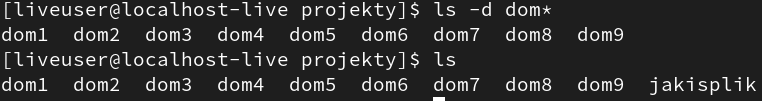 [liveuser@localhost-live projekty]$ ls -d dom*
dom1  dom2  dom3  dom4  dom5  dom6  dom7  dom8  dom9
[liveuser@localhost-live projekty]$ ls
dom1  dom2  dom3  dom4  dom5  dom6  dom7  dom8  dom9  jakisplik